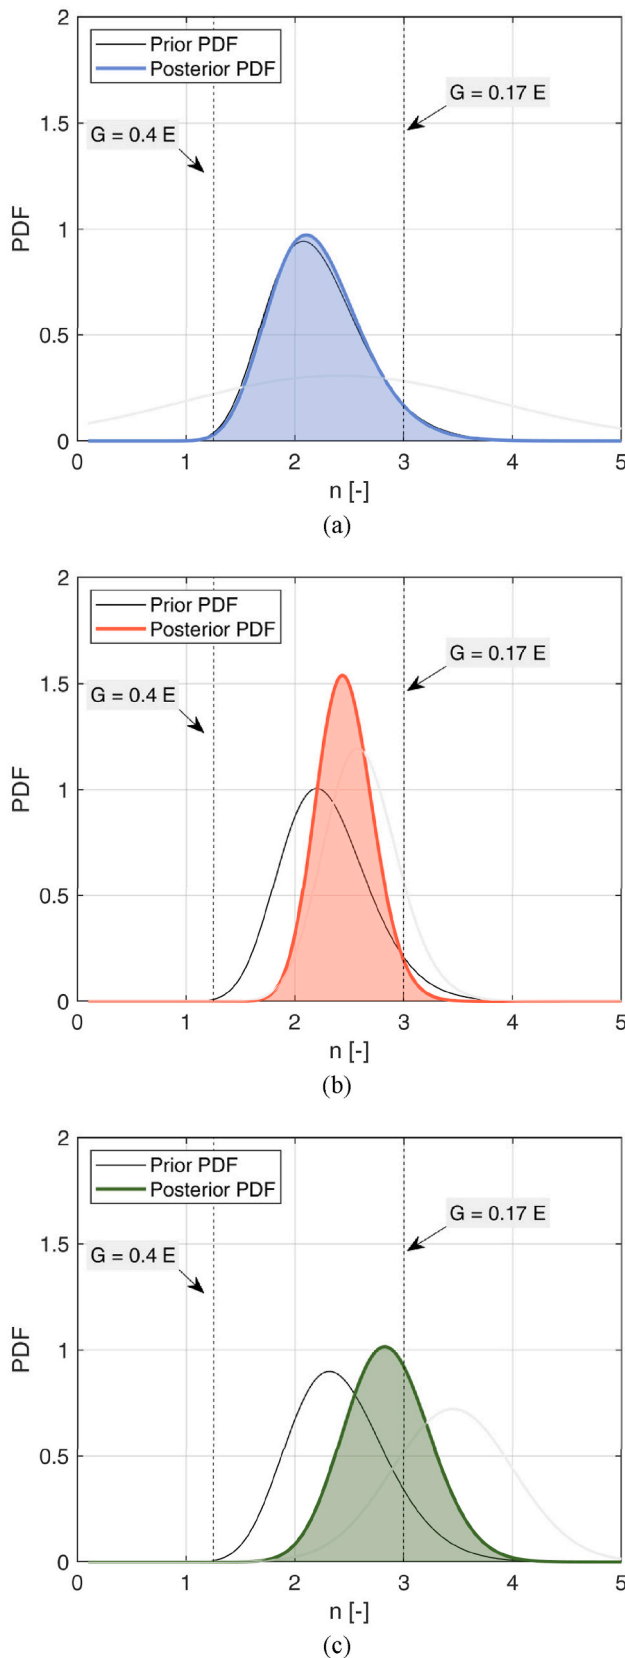 2
Prior PDF
Posterior PDF
G = 0.17 E
1.5
G = 0.4 E
PDF
1
0.5
0
0 1 2 3 4 5
n [-]
(a)
2
Prior PDF
Posterior PDF
G = 0.17 E
1.5
G = 0.4 E
PDF
1
0.5
0
0 1 2 3 4 5
n [-]
(b)
2
Prior PDF
Posterior PDF
G = 0.17 E
1.5
G = 0.4 E
PDF
1
0.5
0
0 1 2 3 4 5
n [-]
(c)